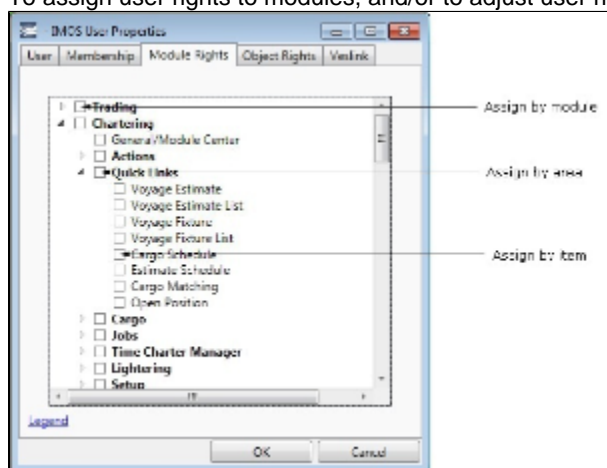 To assign user rights to modules, and/or to adjust user
IMOS User Properties
User Membership Module Rights Object Rights Veslink
Trading
Chartering
General/Module Center
Actions
Quick Links
Voyage Estimate
Voyage Estimate List
Voyage Fixture
Voyage Fixture List
Cargo Schedule
Estimate Schedule
Cargo Matching
Open Position
Cargo
Jobs
Time Charter Manager
Lightering
Setup
Legend
OK Cancel
Assign by module
Assign by area
Assign by item